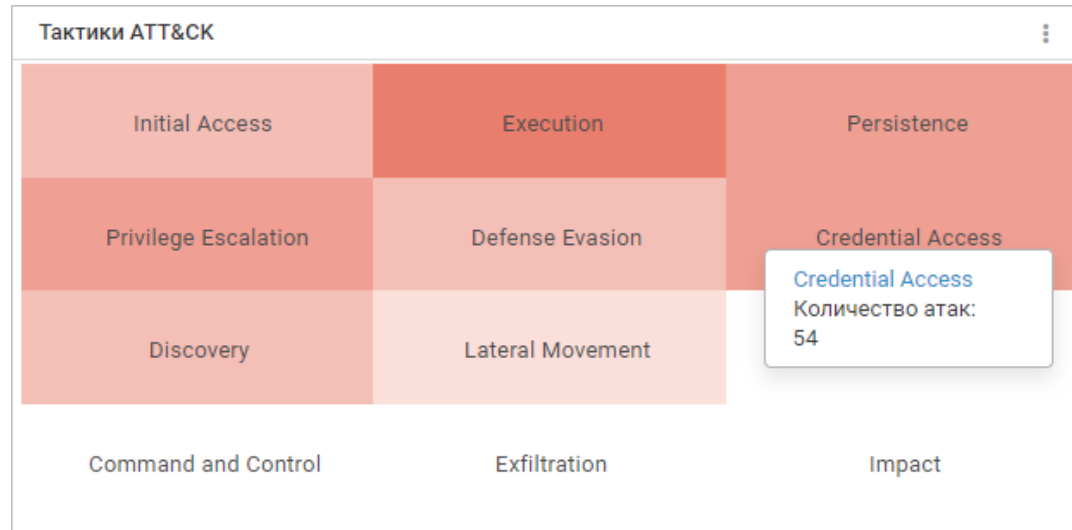 Тактики ATT&CK
Initial Access
Execution
Persistence
Privilege Escalation
Defense Evasion
Credential Access
Credential Access
Количество атак:
54
Discovery
Lateral Movement
Command and Control
Exfiltration
Impact